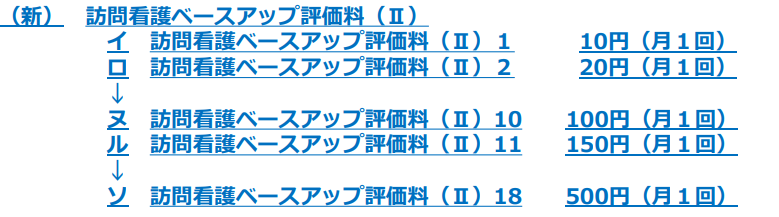 （新） 訪問看護ベースアップ評価料（Ⅱ）
イ 訪問看護ベースアップ評価料（Ⅱ）１ 10円（月１回）
ロ 訪問看護ベースアップ評価料（Ⅱ）２ 20円（月１回）
↓
ヌ 訪問看護ベースアップ評価料（Ⅱ）10 100円（月１回）
ル 訪問看護ベースアップ評価料（Ⅱ）11 150円（月１回）
↓
ソ 訪問看護ベースアップ評価料（Ⅱ）18 500円（月１回）